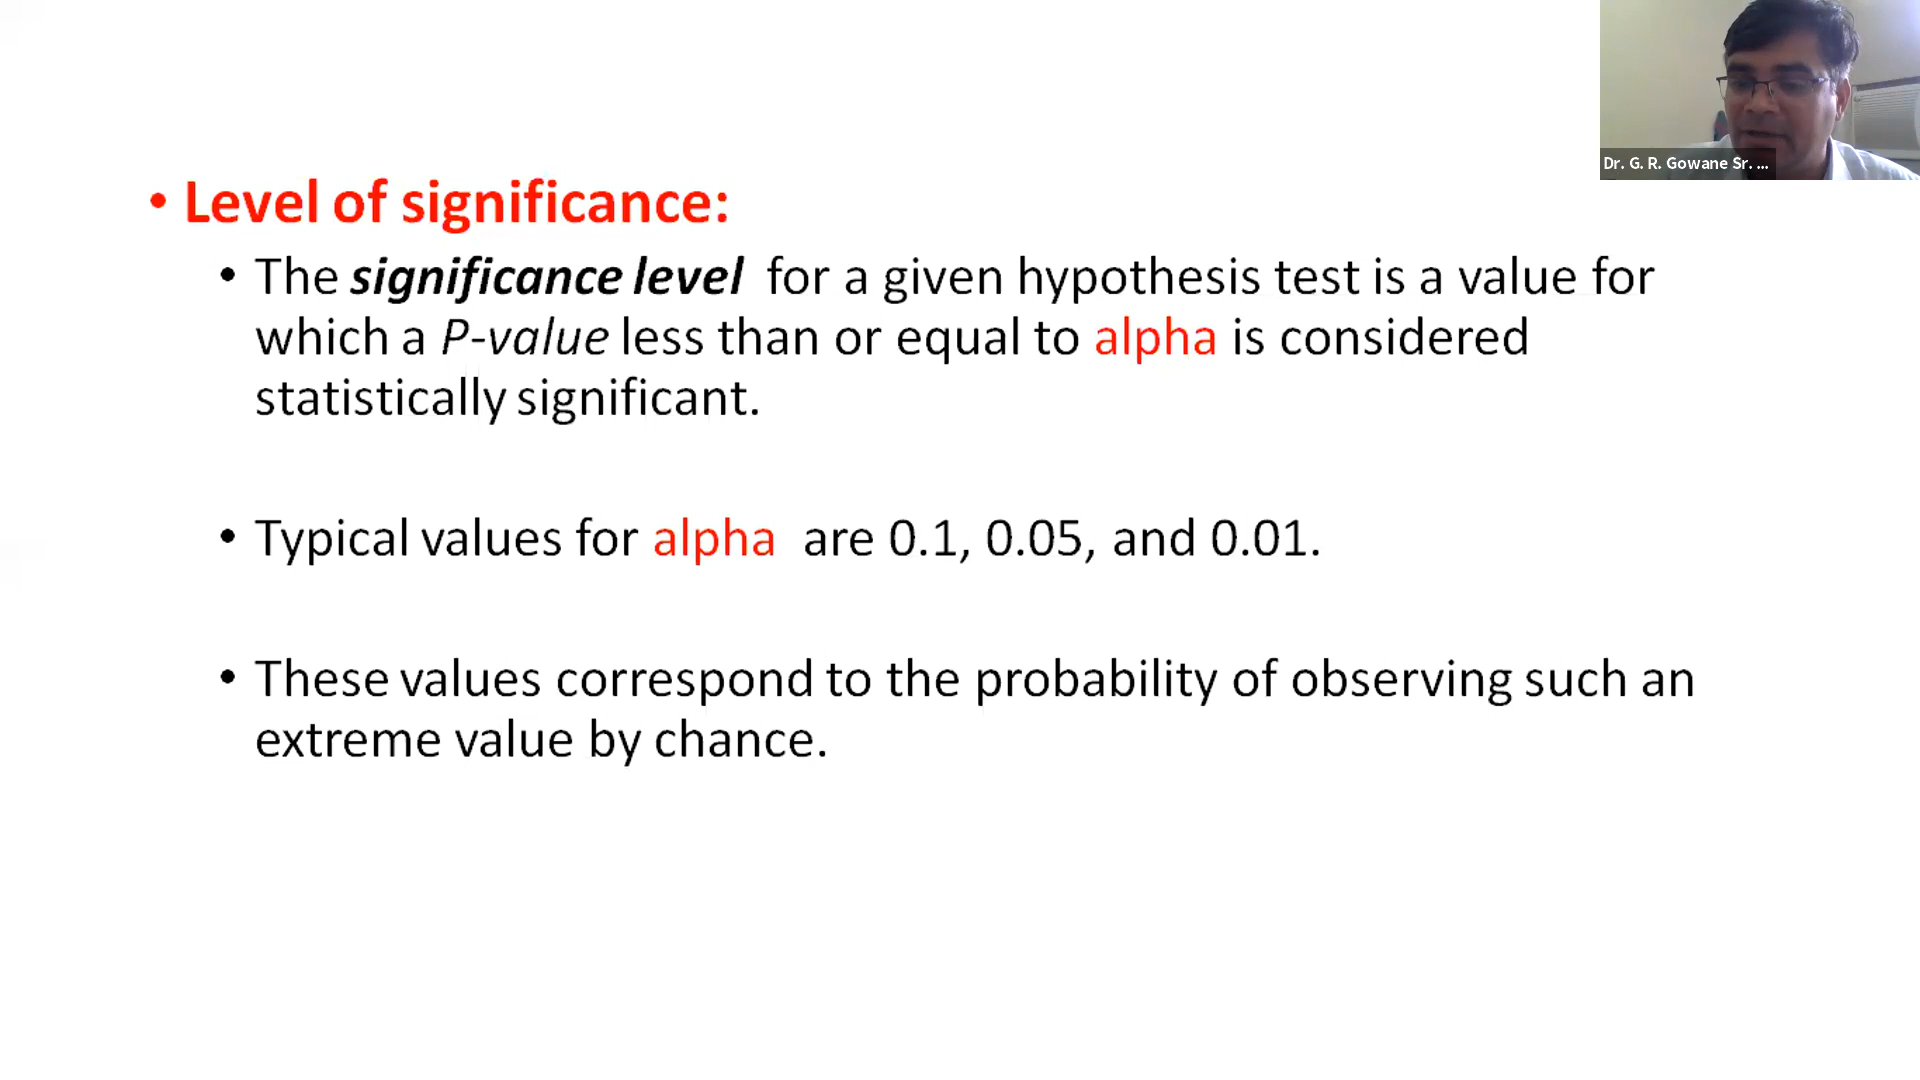 Dr. G. R. Gowane Sr. ...
• Level of significance:
• The significance level for a given hypothesis test is a value for
which a P-value less than or equal to alpha is considered
statistically significant.
• Typical values for alpha are 0.1, 0.05, and 0.01.
• These values correspond to the probability of observing such an
extreme value by chance.